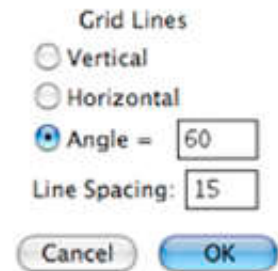 Grid Lines
Vertical
Horizontal
Angle = 60
Line Spacing: 15
Cancel OK